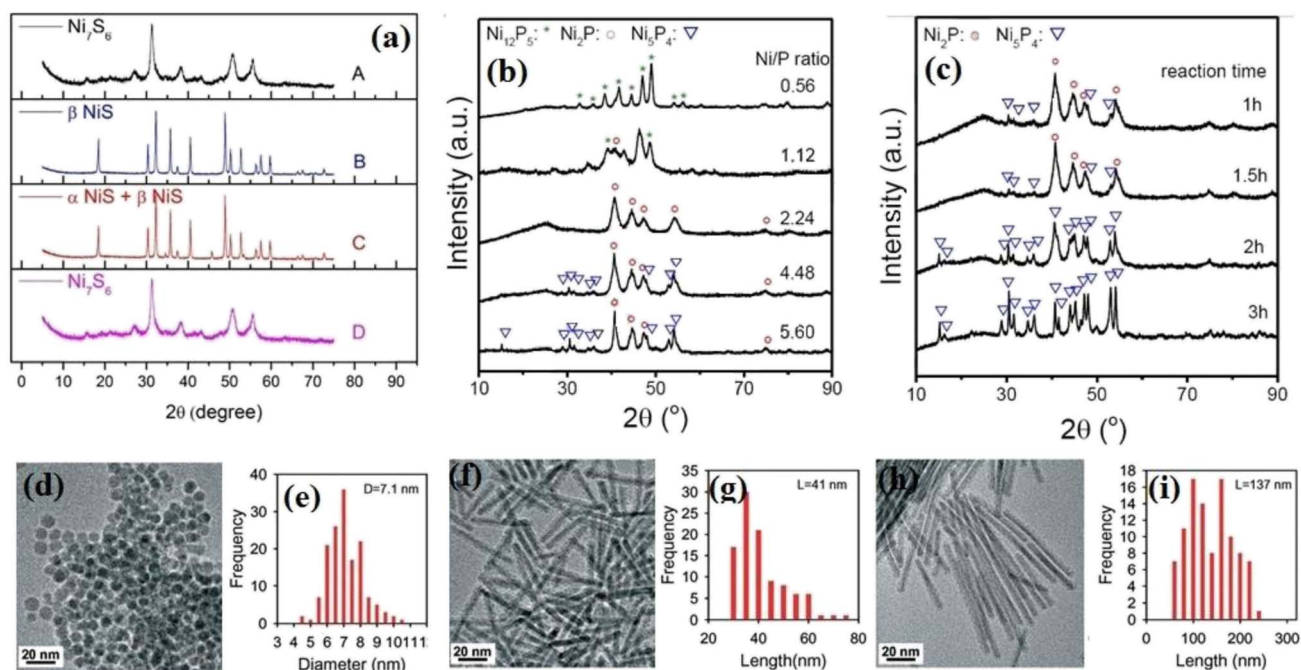 (a)
Ni₇S₆
A
β NiS
B
α NiS + β NiS
C
Ni₇S₆
D
0 10 20 30 40 50 60 70 80 90
2θ (degree)
Ni₁₂P₅: * Ni₂P: ○ Ni₅P₄: ▽
(b)
Ni/P ratio
0.56
1.12
2.24
4.48
5.60
Intensity (a.u.)
10 30 50 70 90
2θ (°)
Ni₂P: ○ Ni₅P₄: ▽
(c)
reaction time
1h
1.5h
2h
3h
Intensity (a.u.)
10 30 50 70 90
2θ (°)
(d)
20 nm
(e)
D=7.1 nm
Frequency
40
30
20
10
0
3 4 5 6 7 8 9 10 11 12
Diameter (nm)
(f)
20 nm
(g)
L=41 nm
Frequency
35
30
25
20
15
10
5
0
20 40 60 80
Length(nm)
(h)
20 nm
(i)
L=137 nm
Frequency
18
16
14
12
10
8
6
4
2
0
0 100 200 300
Length (nm)